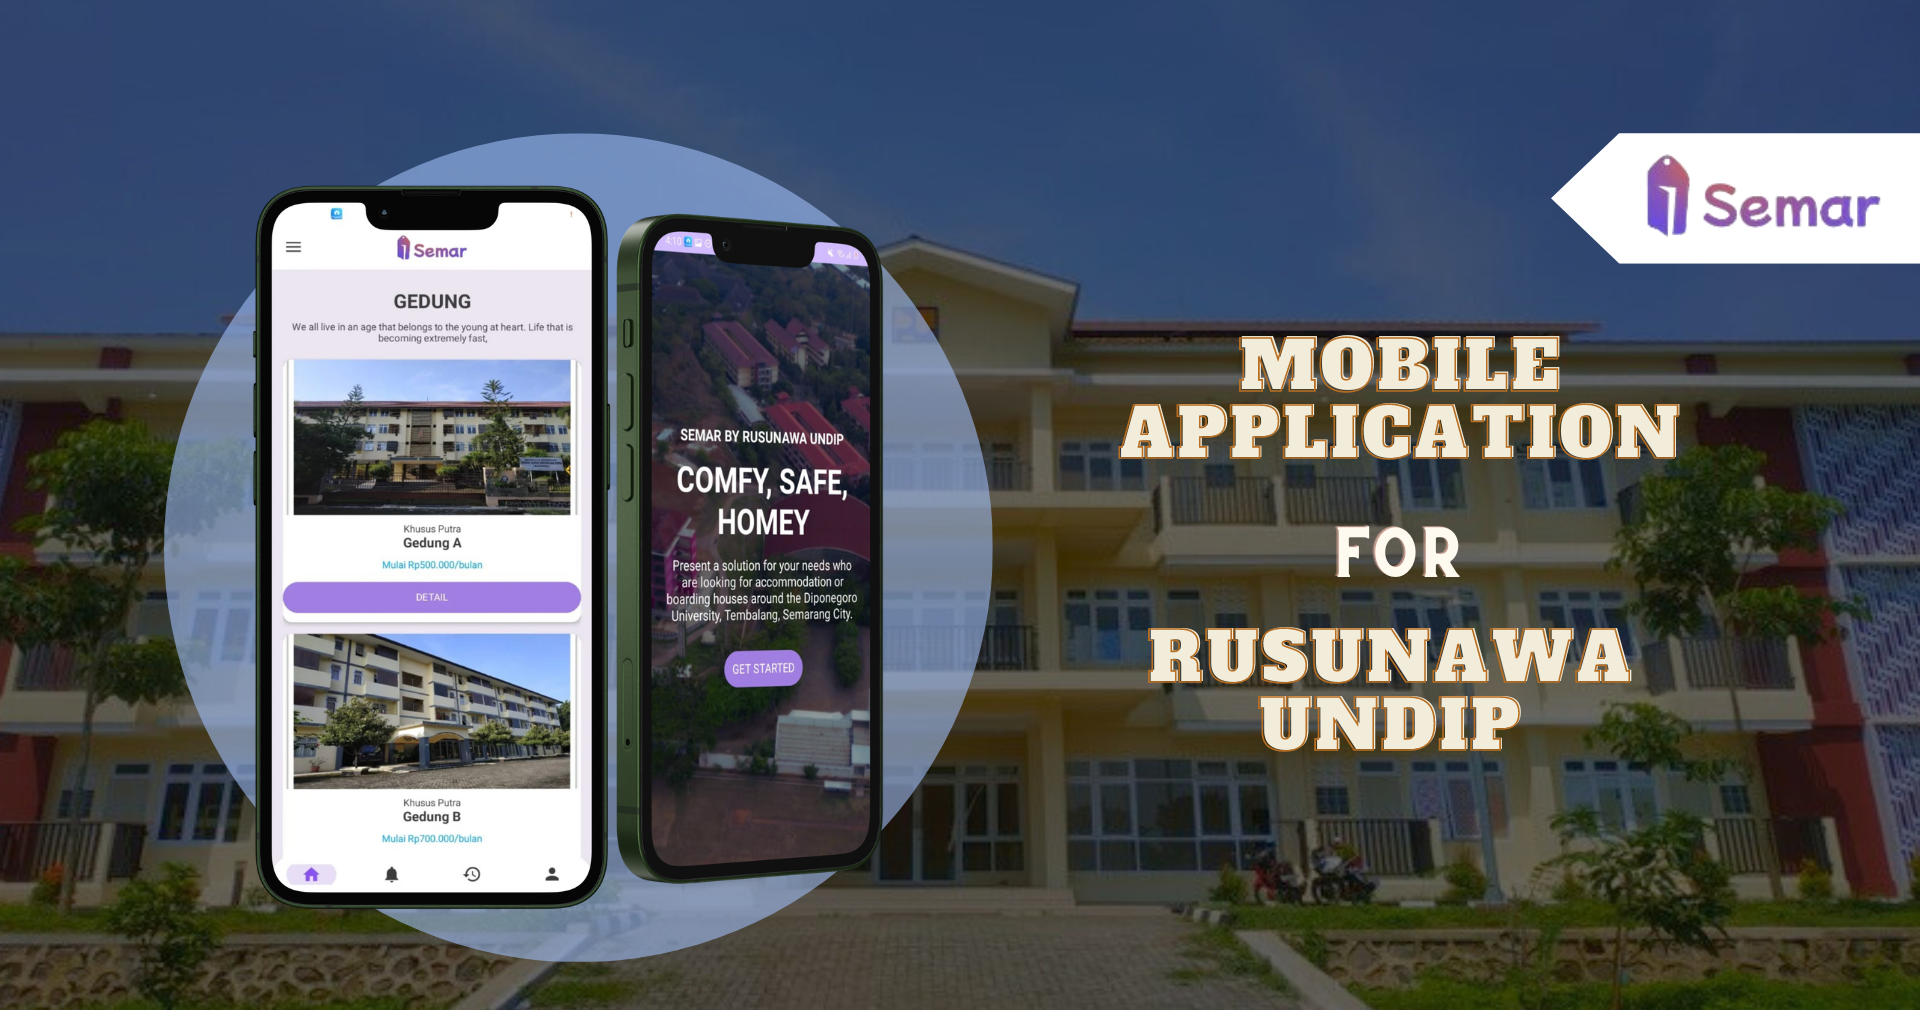 Semar
GEDUNG
We all live in an age that belongs to the young at heart. Life that is
becoming extremely fast,
Khusus Putra
Gedung A
Mulai Rp500.000/bulan
DETAIL
Khusus Putra
Gedung B
Mulai Rp700.000/bulan
4:10
SEMAR BY RUSUNAWA UNDIP
COMFY, SAFE,
HOMEY
Present a solution for your needs who
are looking for accommodation or
boarding houses around the Diponegoro
University, Tembalang, Semarang City.
GET STARTED
Semar
MOBILE
APPLICATION
FOR
RUSUNAWA
UNDIP